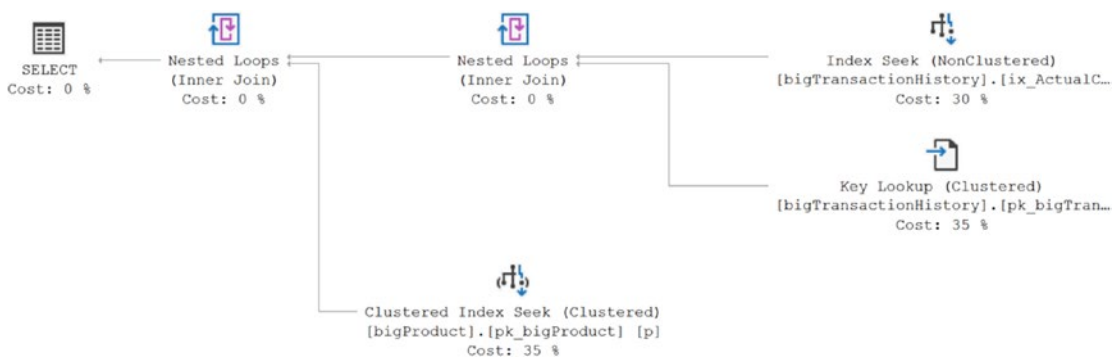 SELECT
Cost: 0 %
Nested Loops
(Inner Join)
Cost: 0 %
Nested Loops
(Inner Join)
Cost: 0 %
Index Seek (NonClustered)
[bigTransactionHistory].[ix_ActualC…
Cost: 30 %
Key Lookup (Clustered)
[bigTransactionHistory].[pk_bigTran…
Cost: 35 %
Clustered Index Seek (Clustered)
[bigProduct].[pk_bigProduct] [p]
Cost: 35 %